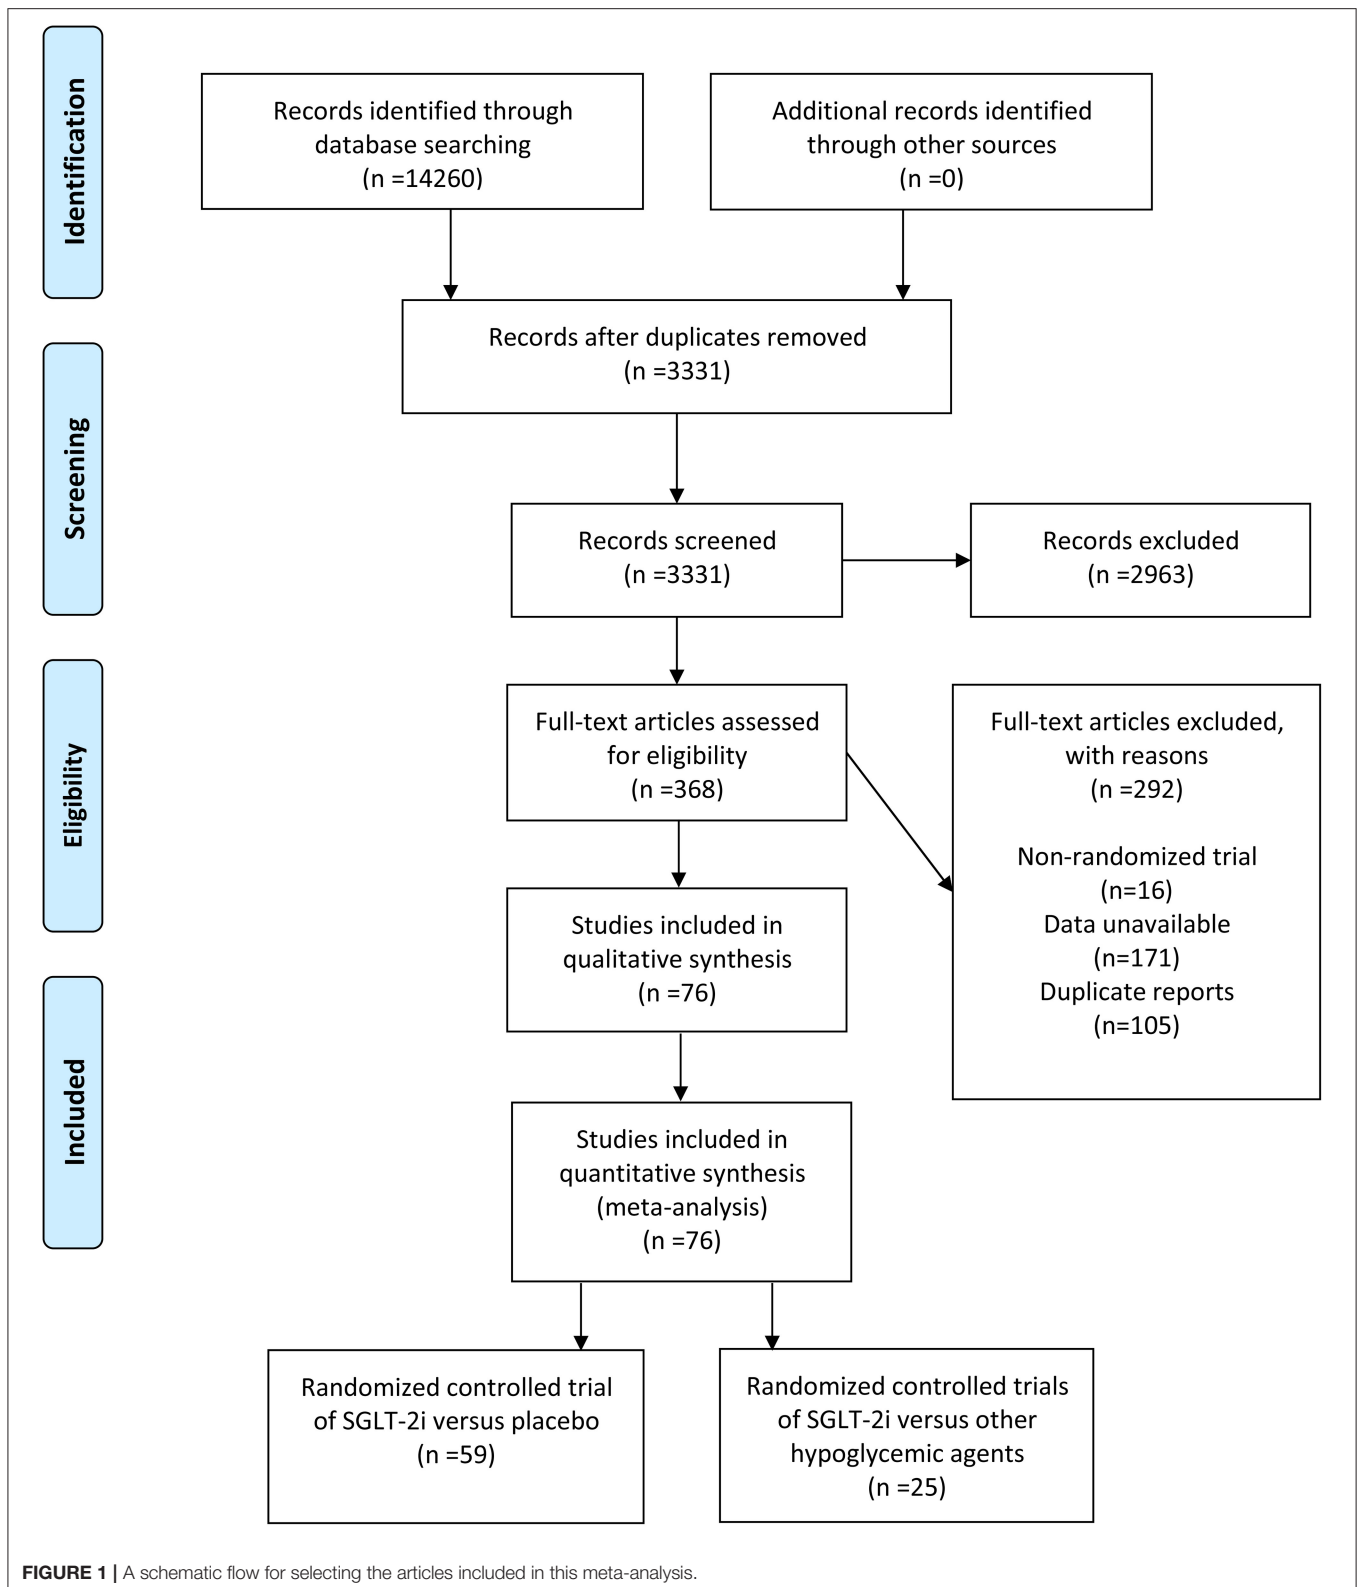 Identification
Records identified through
database searching
(n =14260)
Additional records identified
through other sources
(n =0)
Records after duplicates removed
(n =3331)
Screening
Records screened
(n =3331)
Records excluded
(n =2963)
Eligibility
Full-text articles assessed
for eligibility
(n =368)
Full-text articles excluded,
with reasons
(n =292)
Non-randomized trial
(n=16)
Data unavailable
(n=171)
Duplicate reports
(n=105)
Studies included in
qualitative synthesis
(n =76)
Included
Studies included in
quantitative synthesis
(meta-analysis)
(n =76)
Randomized controlled trial
of SGLT-2i versus placebo
(n =59)
Randomized controlled trials
of SGLT-2i versus other
hypoglycemic agents
(n =25)
FIGURE 1 | A schematic flow for selecting the articles included in this meta-analysis.